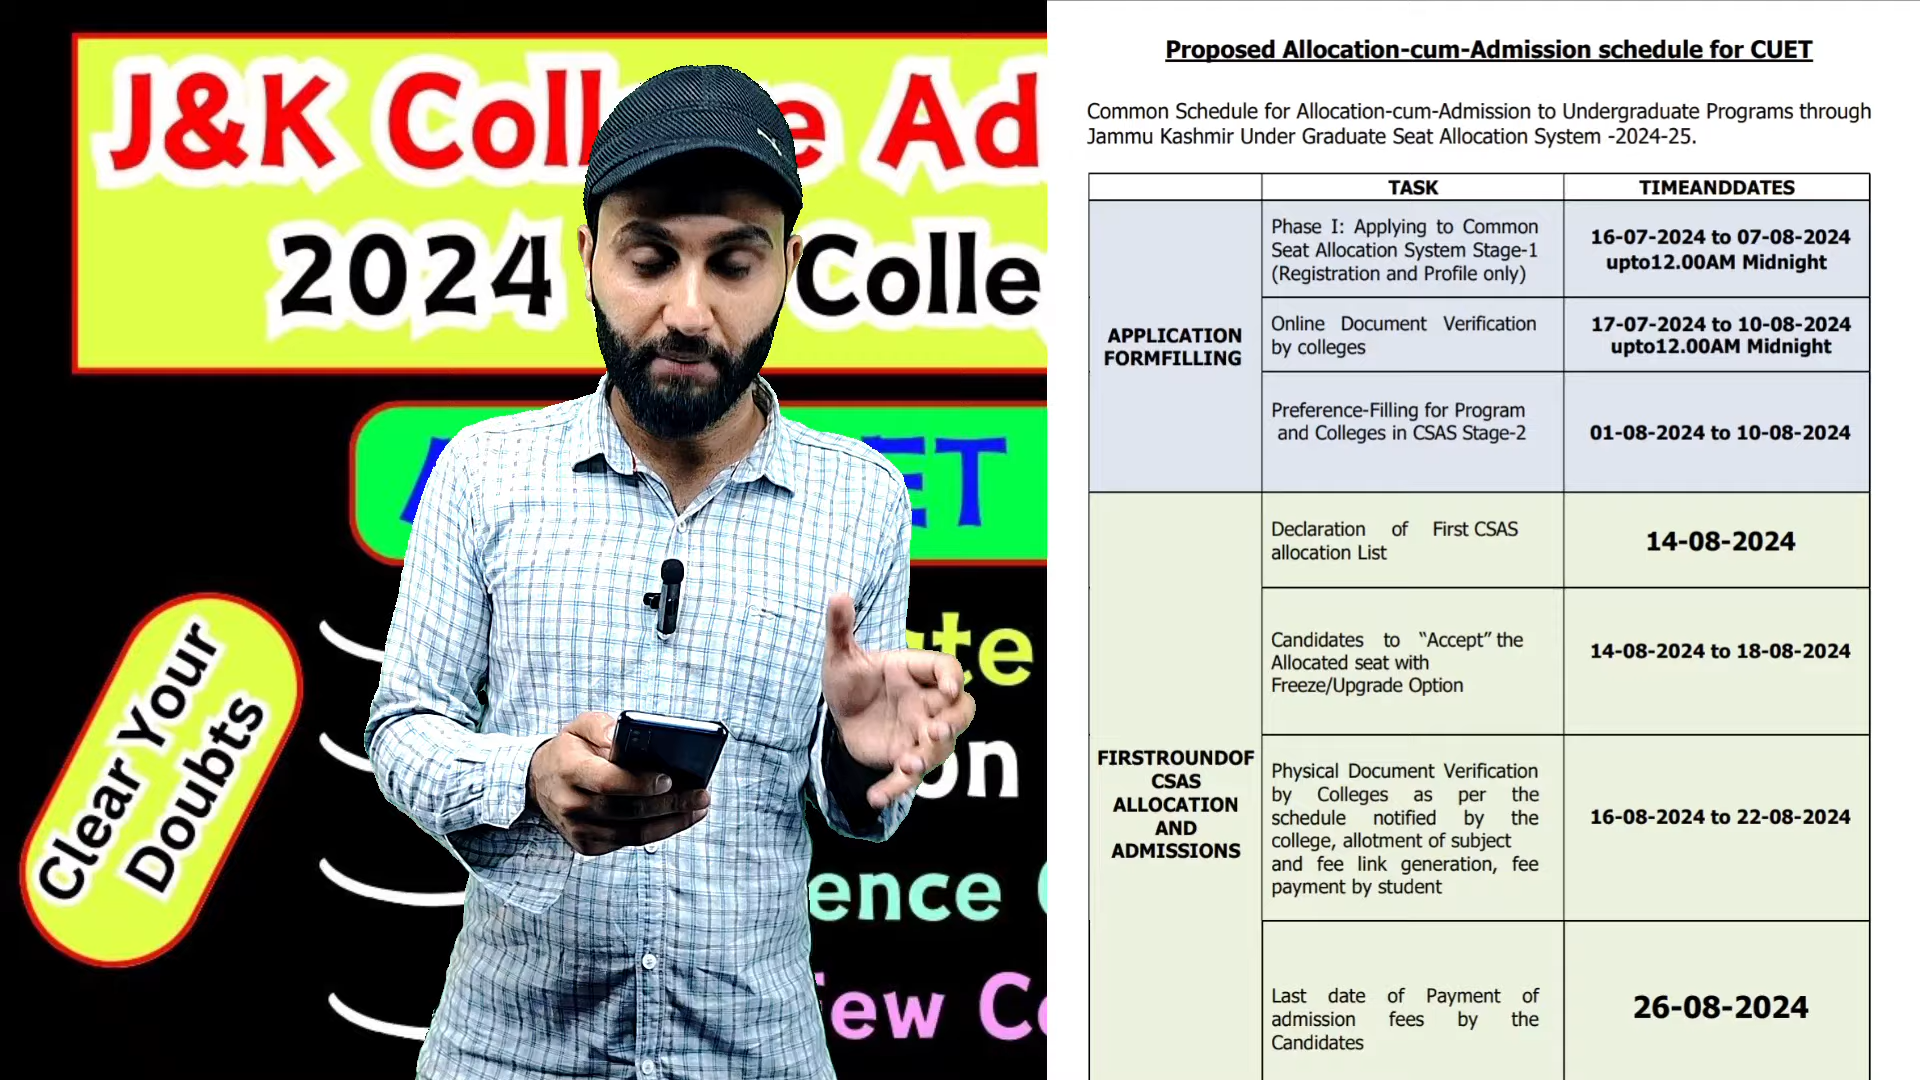 J&K Coll e Ad
2024 Colle
ET
Clear Your
Doubts
te
on
ence
ew Co
Proposed Allocation-cum-Admission schedule for CUET
Common Schedule for Allocation-cum-Admission to Undergraduate Programs through
Jammu Kashmir Under Graduate Seat Allocation System -2024-25.
TASK
TIMEANDDATES
APPLICATION
FORMFILLING
Phase I: Applying to Common
Seat Allocation System Stage-1
(Registration and Profile only)
16-07-2024 to 07-08-2024
upto12.00AM Midnight
Online Document Verification
by colleges
17-07-2024 to 10-08-2024
upto12.00AM Midnight
Preference-Filling for Program
and Colleges in CSAS Stage-2
01-08-2024 to 10-08-2024
FIRSTROUNDOF
CSAS
ALLOCATION
AND
ADMISSIONS
Declaration of First CSAS
allocation List
14-08-2024
Candidates to “Accept” the
Allocated seat with
Freeze/Upgrade Option
14-08-2024 to 18-08-2024
Physical Document Verification
by Colleges as per the
schedule notified by the
college, allotment of subject
and fee link generation, fee
payment by student
16-08-2024 to 22-08-2024
Last date of Payment of
admission fees by the
Candidates
26-08-2024